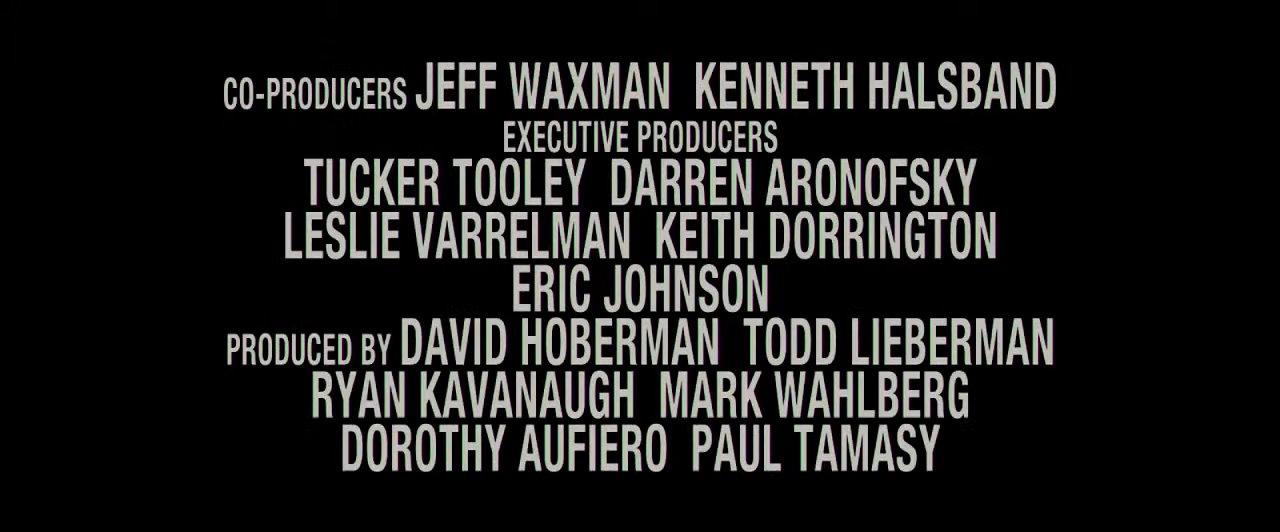 CO-PRODUCERS JEFF WAXMAN KENNETH HALSBAND
EXECUTIVE PRODUCERS
TUCKER TOOLEY DARREN ARONOFSKY
LESLIE VARRELMAN KEITH DORRINGTON
ERIC JOHNSON
PRODUCED BY DAVID HOBERMAN TODD LIEBERMAN
RYAN KAVANAUGH MARK WAHLBERG
DOROTHY AUFIERO PAUL TAMASY